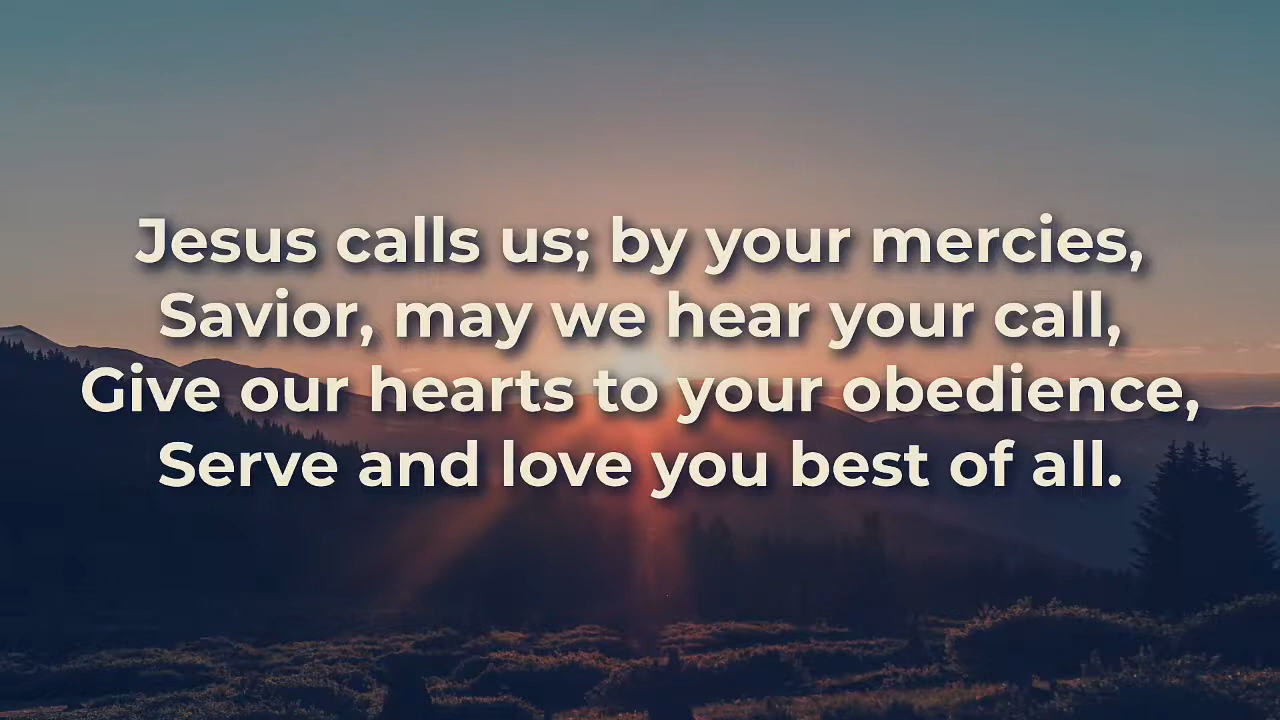 Jesus calls us; by your mercies,
Savior, may we hear your call,
Give our hearts to your obedience,
Serve and love you best of all.